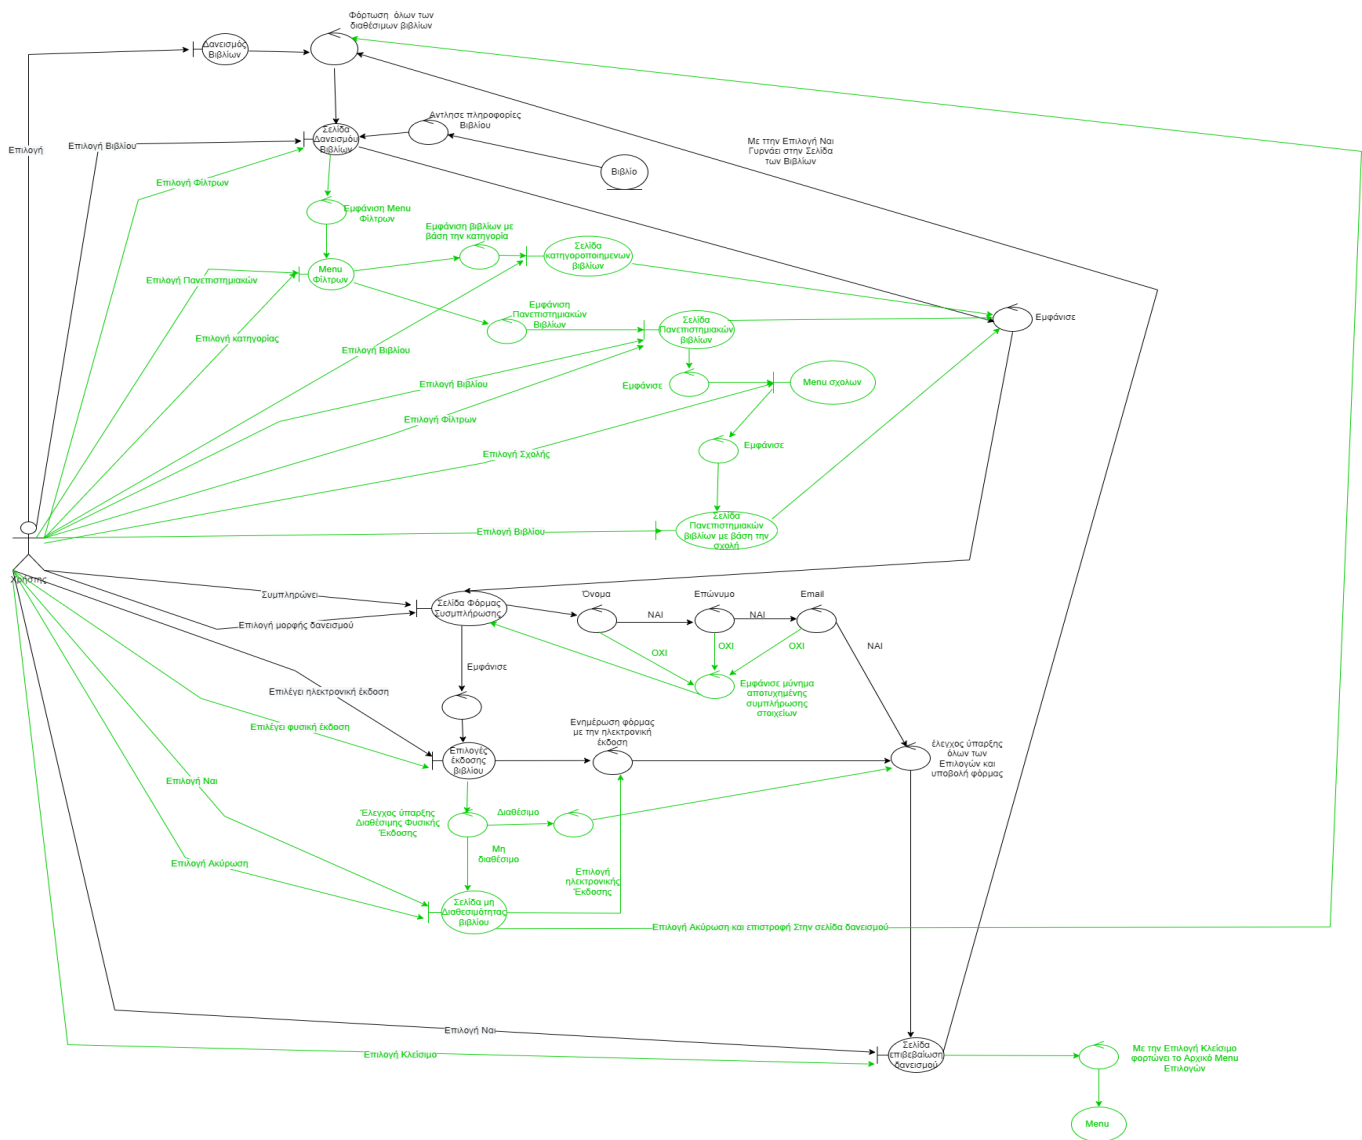 Φόρτωση όλων των
διαθέσιμων βιβλίων
Δανεισμός
Βιβλίων
Επιλογή
Επιλογή Βιβλίου
Σελίδα
Δανεισμόυ
Βιβλίων
Αντλησε πληροφορίες
Βιβλίου
Βιβλίο
Με ττην Επιλογή Ναι
Γυρνάει στην Σελίδα
των Βιβλίων
Επιλογή Φίλτρων
Εμφάνιση Menu
Φίλτρων
Εμφάνιση βιβλίων με
βάση την κατηγορία
Σελίδα
κατηγοροποιημενων
βιβλίων
Επιλογή Πανεπιστημιακών
Menu
Φίλτρων
Εμφάνιση
Πανεπιστημιακών
Βιβλίων
Σελίδα
Πανεπιστημιακών
βιβλίων
Εμφάνισε
Επιλογή κατηγορίας
Επιλογή Βιβλίου
Επιλογή Βιβλίου
Εμφάνισε
Menu σχολων
Επιλογή Φίλτρων
Εμφάνισε
Επιλογή Σχολής
Επιλογή Βιβλίου
Σελίδα
Πανεπιστημιακών
βιβλίων με βάση την
σχολή
Χρήστης
Συμπληρώνει
Σελίδα Φόρμας
Συσμπλήρωσης
Όνομα
Επώνυμο
Email
ΝΑΙ
ΝΑΙ
ΝΑΙ
Επιλογή μορφής δανεισμού
ΟΧΙ
ΟΧΙ
ΟΧΙ
Εμφάνισε
Εμφάνισε μύνημα
αποτυχημένης
συμπλήρωσης
στοιχείων
Επιλέγει ηλεκτρονική έκδοση
Επιλέγει φυσική έκδοση
Ενημέρωση φόρμας
με την ηλεκτρονική
έκδοση
Επιλογές
έκδοσης
βιβλίου
έλεγχος ύπαρξης
όλων των
Επιλογών και
υποβολή φόρμας
Επιλογή Ναι
Έλεγχος ύπαρξης
Διαθέσιμης Φυσικής
Έκδοσης
Διαθέσιμο
Μη
διαθέσιμο
Επιλογή Ακύρωση
Επιλογή
ηλεκτρονικής
Έκδοσης
Σελίδα μη
Διαθεσιμότητας
βιβλίου
Επιλογή Ακύρωση και επιστροφή Στην σελίδα δανεισμού
Επιλογή Ναι
Επιλογή Κλείσιμο
Σελίδα
επιβεβαίωση
δανεισμού
Με την Επιλογή Κλείσιμο
φορτώνει το Αρχικό Menu
Επιλογών
Menu